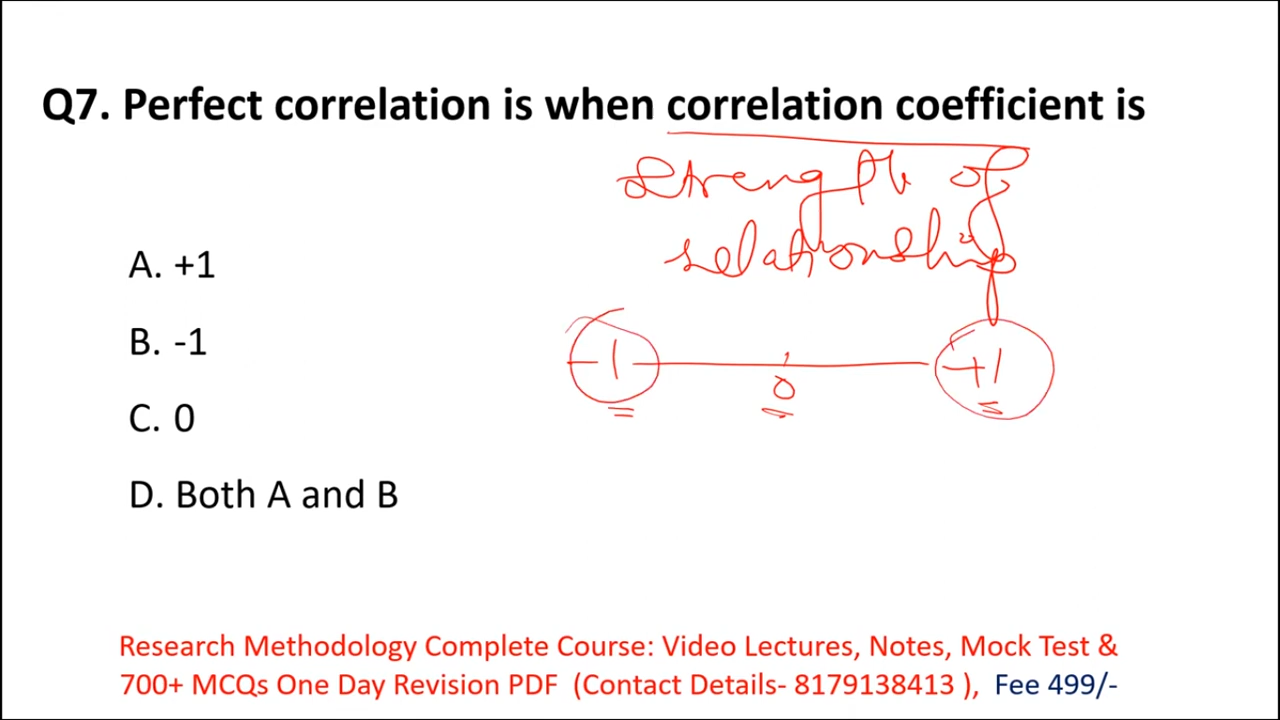 Q7. Perfect correlation is when correlation coefficient is
Strength of
relationship
A. +1
B. -1
C. 0
D. Both A and B
-1
0
+1
Research Methodology Complete Course: Video Lectures, Notes, Mock Test &
700+ MCQs One Day Revision PDF (Contact Details- 8179138413 ), Fee 499/-